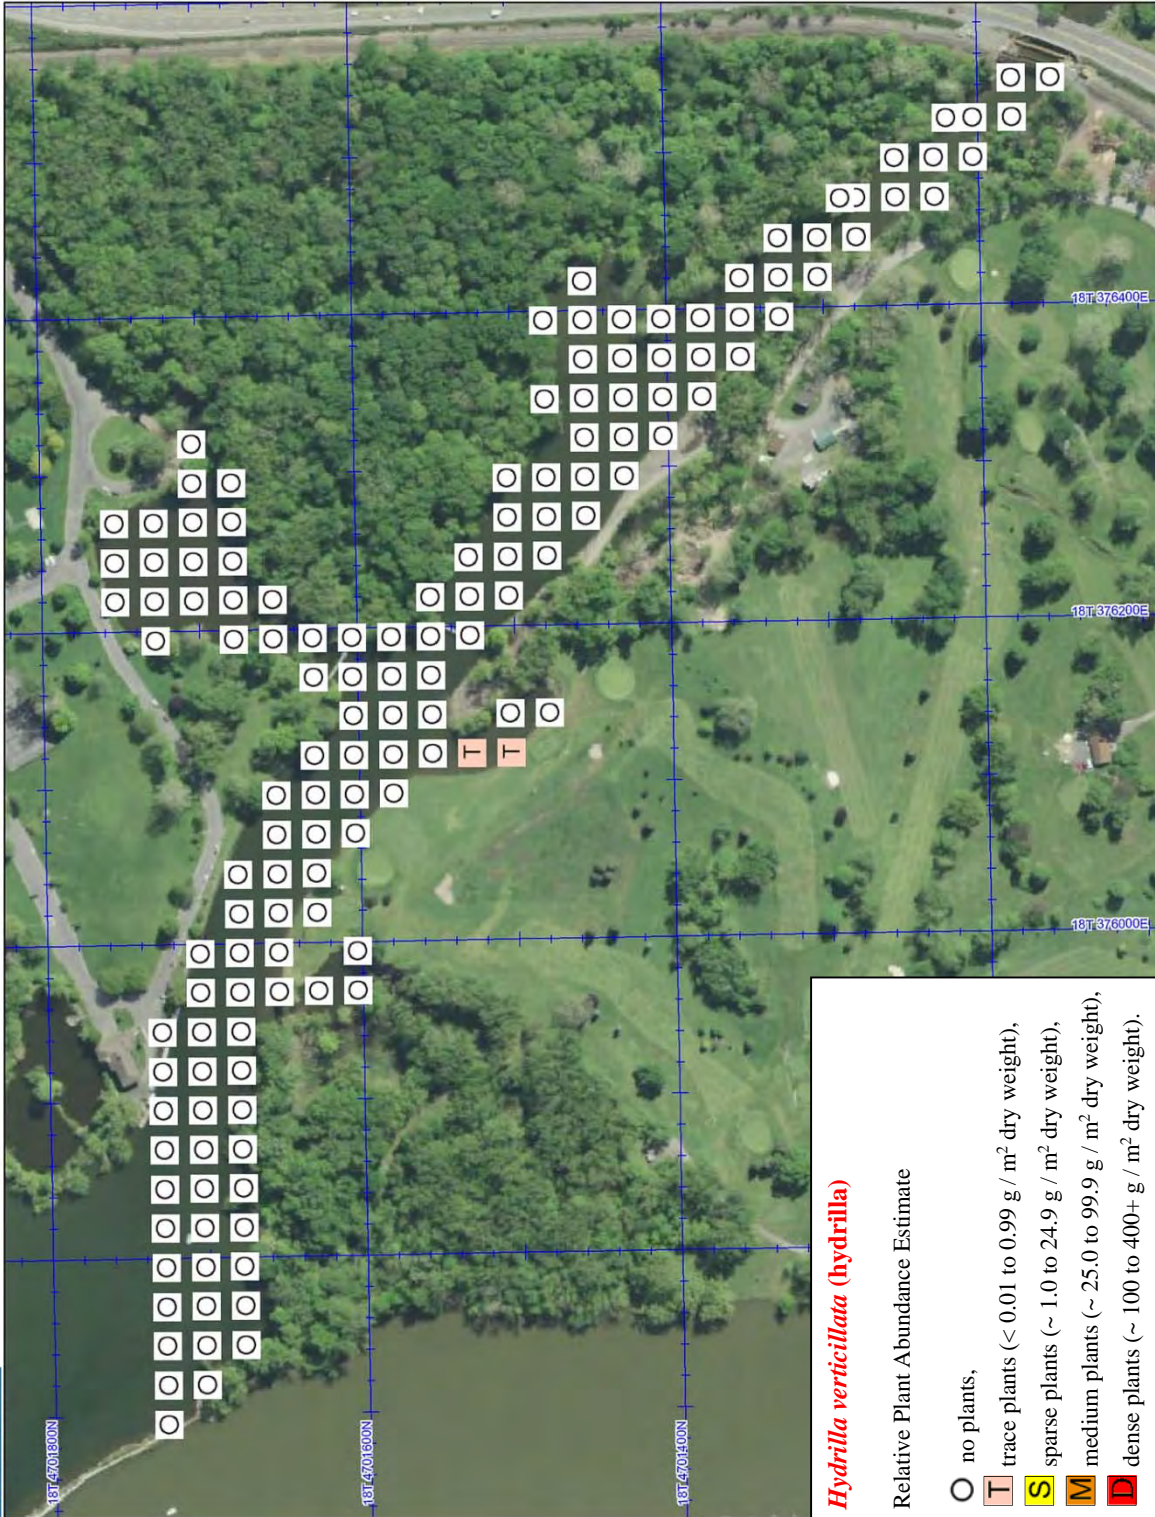 18T 4701800N
18T 4701600N
18T 4701400N
18T 376400E
18T 376200E
18T 376000E
T
T
Hydrilla verticillata (hydrilla)
Relative Plant Abundance Estimate
no plants,
T trace plants (< 0.01 to 0.99 g / m² dry weight),
S sparse plants (~ 1.0 to 24.9 g / m² dry weight),
M medium plants (~ 25.0 to 99.9 g / m² dry weight),
D dense plants (~ 100 to 400+ g / m² dry weight).